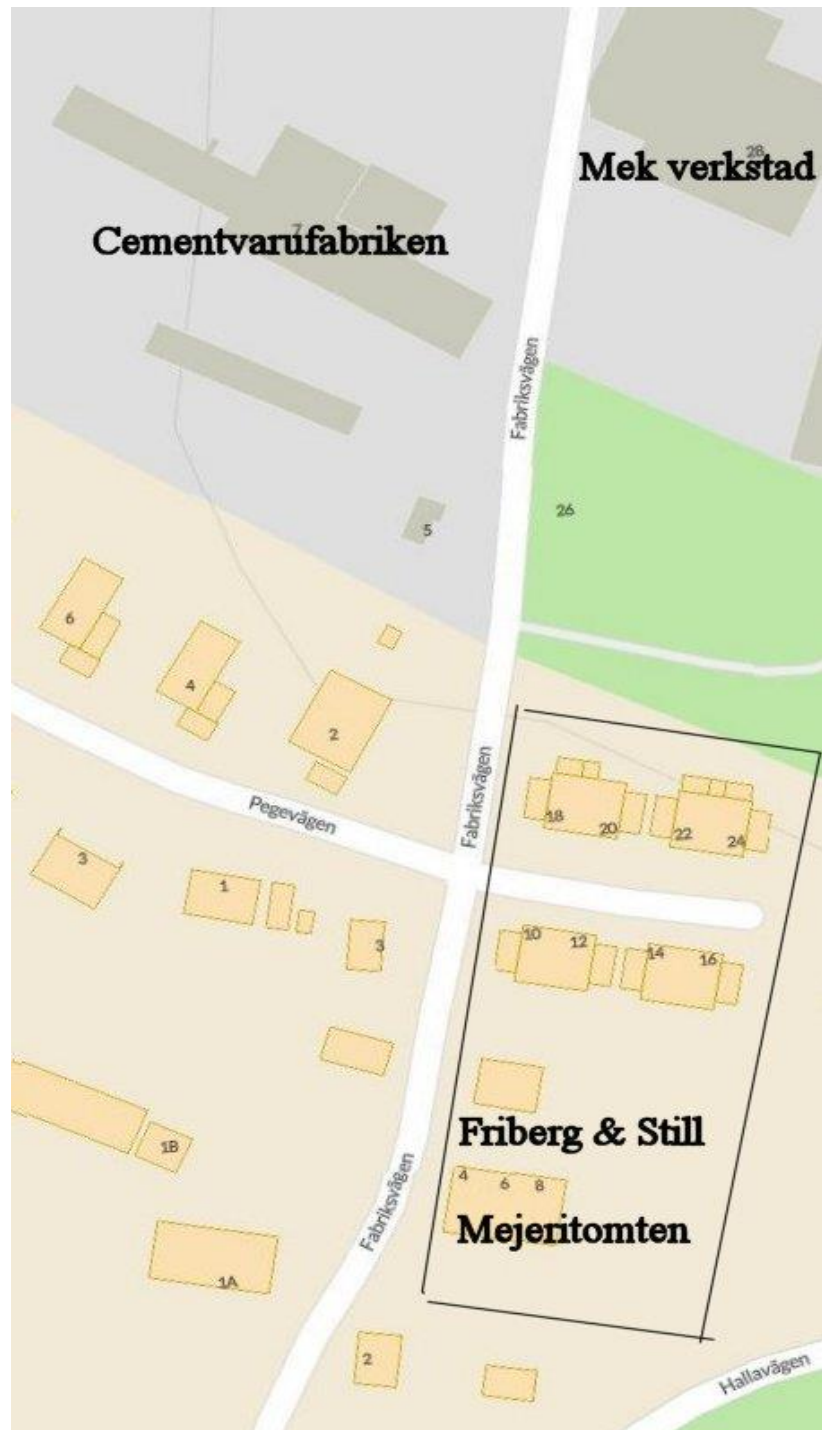 28
Mek verkstad
7
Cementvarufabriken
Fabriksvägen
26
5
6
4
2
Fabriksvägen
Pegevägen
18
20
22
24
3
1
3
10
12
14
16
Friberg & Still
1B
4
6
8
Fabriksvägen
Mejeritomten
1A
2
Hallavägen